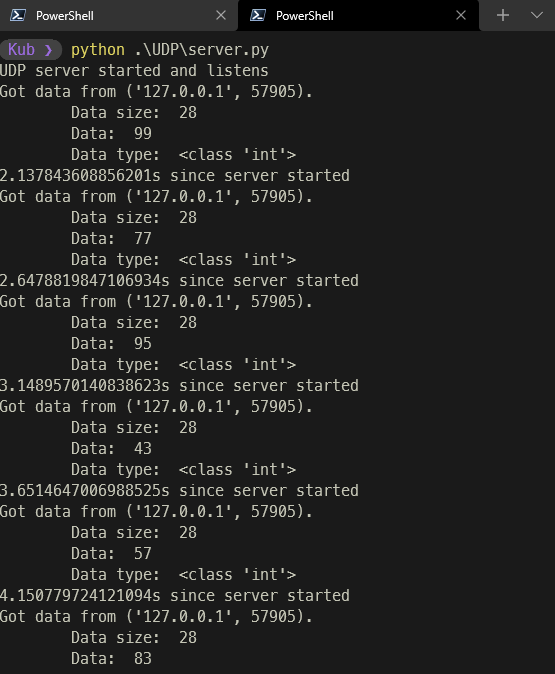 PowerShell
PowerShell
Kub ❯ python .\UDP\server.py
UDP server started and listens
Got data from ('127.0.0.1', 57905).
Data size: 28
Data: 99
Data type: <class 'int'>
2.137843608856201s since server started
Got data from ('127.0.0.1', 57905).
Data size: 28
Data: 77
Data type: <class 'int'>
2.6478819847106934s since server started
Got data from ('127.0.0.1', 57905).
Data size: 28
Data: 95
Data type: <class 'int'>
3.1489570140838623s since server started
Got data from ('127.0.0.1', 57905).
Data size: 28
Data: 43
Data type: <class 'int'>
3.6514647006988525s since server started
Got data from ('127.0.0.1', 57905).
Data size: 28
Data: 57
Data type: <class 'int'>
4.150779724121094s since server started
Got data from ('127.0.0.1', 57905).
Data size: 28
Data: 83